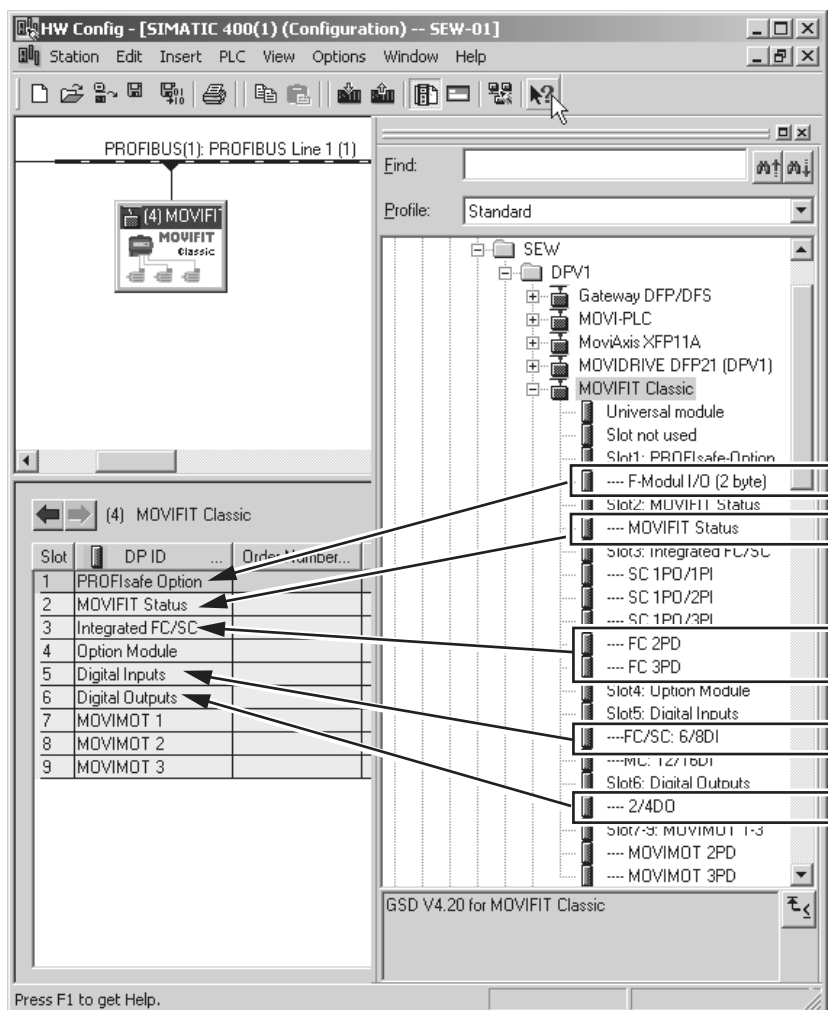 HW Config - [SIMATIC 400(1) (Configuration) -- SEW-01]
Station Edit Insert PLC View Options Window Help
PROFIBUS(1): PROFIBUS Line 1 (1)
(4) MOVIFIT
MOVIFIT
Classic
Find:
Profile: Standard
SEW
DPV1
Gateway DFP/DFS
MOVI-PLC
MoviAxis XFP11A
MOVIDRIVE DFP21 (DPV1)
MOVIFIT Classic
Universal module
Slot not used
Slot1: PROFIsafe-Option
---- F-Modul I/O (2 byte)
Slot2: MOVIFIT Status
---- MOVIFIT Status
Slot3: Integrated FC/SC
---- SC 1PO/1PI
---- SC 1PO/2PI
---- SC 1PO/3PI
---- FC 2PD
---- FC 3PD
Slot4: Option Module
Slot5: Digital Inputs
----FC/SC: 6/8DI
----MC: 12/16DI
Slot6: Digital Outputs
---- 2/4DO
Slot7-9: MOVIMOT 1-3
---- MOVIMOT 2PD
---- MOVIMOT 3PD
GSD V4.20 for MOVIFIT Classic
(4) MOVIFIT Classic
Slot DP ID ... Order Number...
1 PROFIsafe Option
2 MOVIFIT Status
3 Integrated FC/SC
4 Option Module
5 Digital Inputs
6 Digital Outputs
7 MOVIMOT 1
8 MOVIMOT 2
9 MOVIMOT 3
Press F1 to get Help.